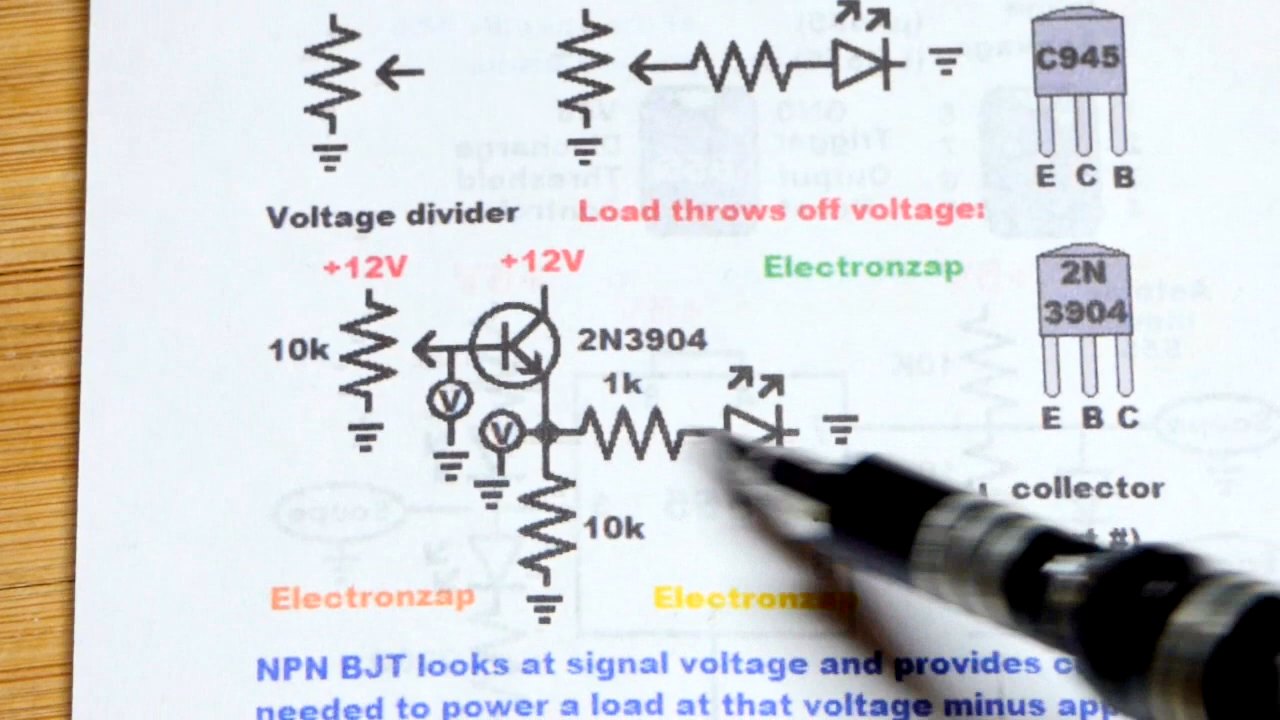 C945
E C B
Voltage divider
Load throws off voltage:
+12V
+12V
Electronzap
2N
3904
10k
2N3904
1k
V
V
E B C
collector
10k
#)
Electronzap
Electronzap
NPN BJT looks at signal voltage and provides
needed to power a load at that voltage minus